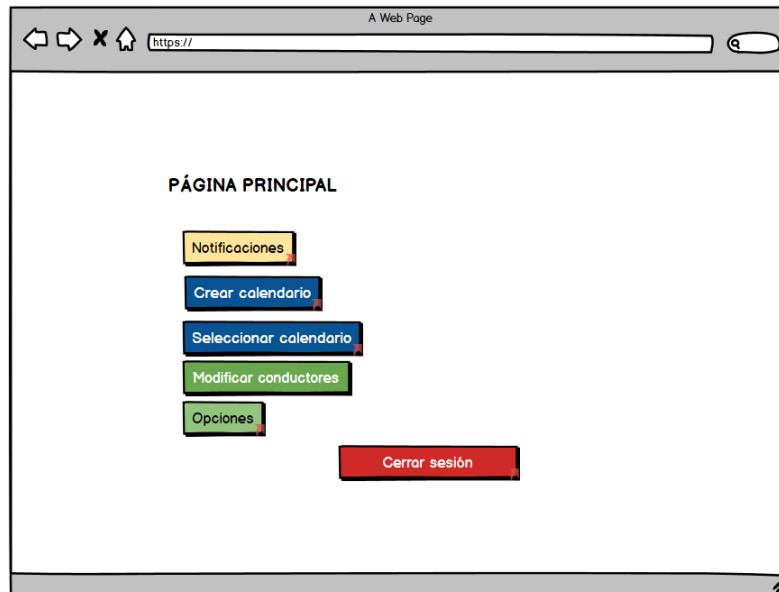 A Web Page
https://
PÁGINA PRINCIPAL
Notificaciones
Crear calendario
Seleccionar calendario
Modificar conductores
Opciones
Cerrar sesión